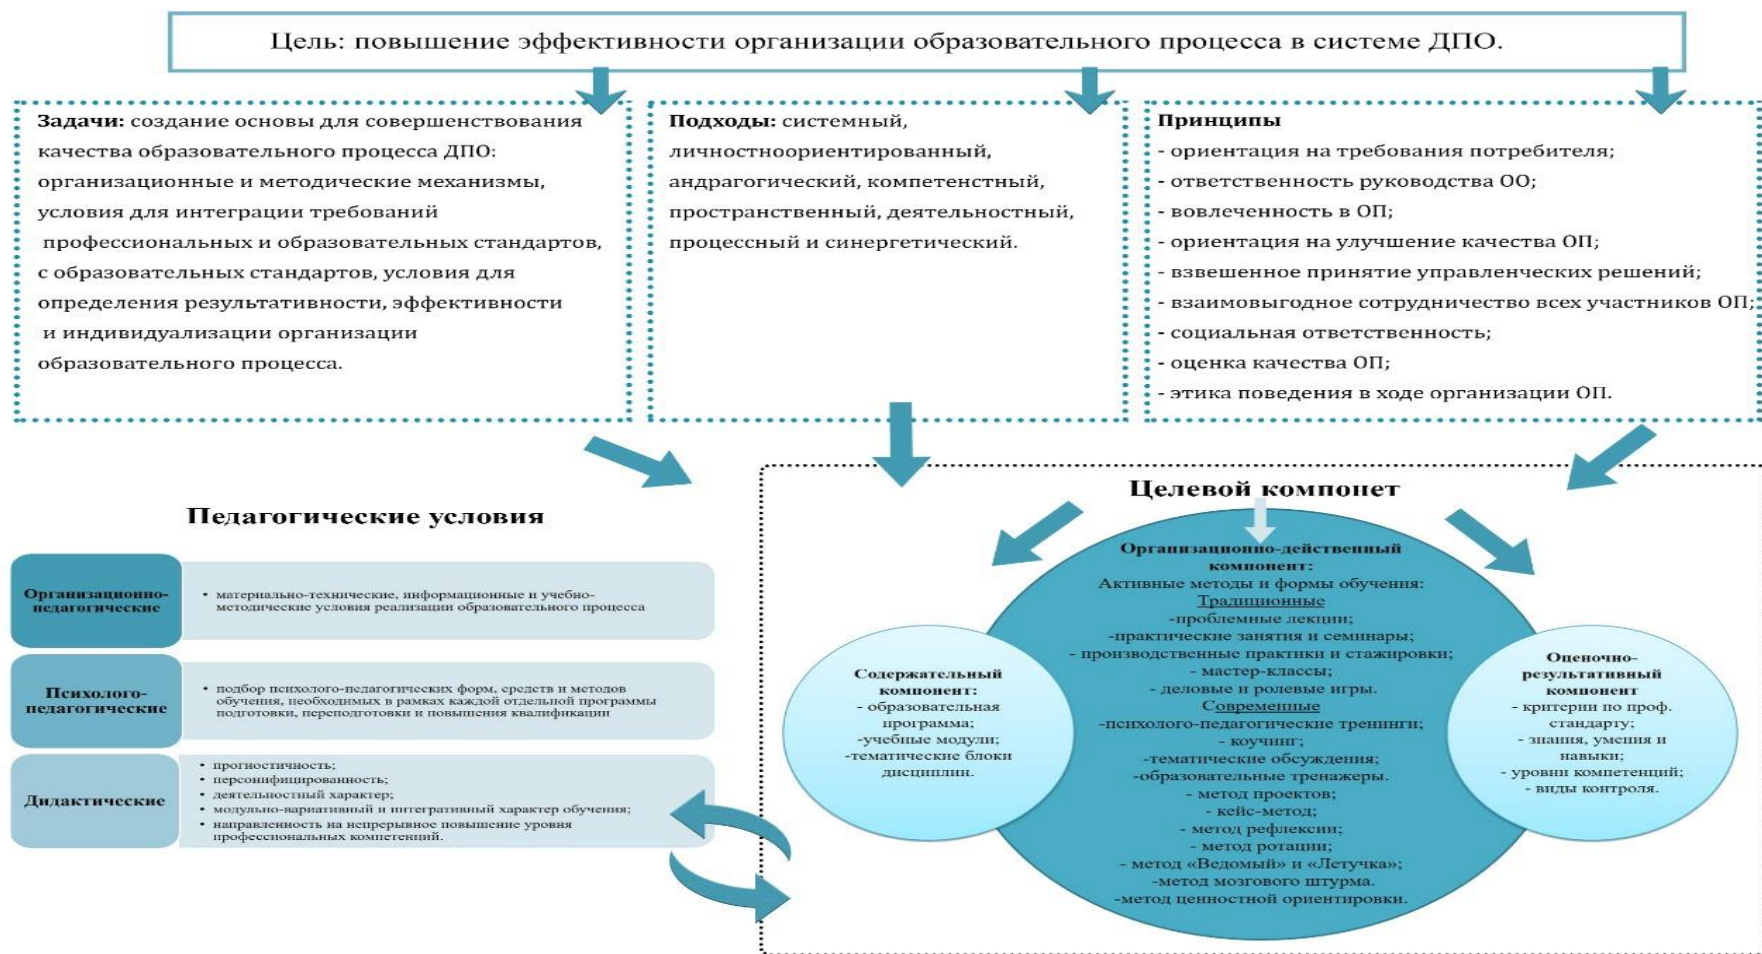 Цель: повышение эффективности организации образовательного процесса в системе ДПО.
Задачи: создание основы для совершенствования
качества образовательного процесса ДПО:
организационные и методические механизмы,
условия для интеграции требований
профессиональных и образовательных стандартов,
с образовательных стандартов, условия для
определения результативности, эффективности
и индивидуализации организации
образовательного процесса.
Подходы: системный,
личностноориентированный,
андрагогический, компетенстный,
пространственный, деятельностный,
процессный и синергетический.
Принципы
- ориентация на требования потребителя;
- ответственность руководства ОО;
- вовлеченность в ОП;
- ориентация на улучшение качества ОП;
- взвешенное принятие управленческих решений;
- взаимовыгодное сотрудничество всех участников ОП;
- социальная ответственность;
- оценка качества ОП;
- этика поведения в ходе организации ОП.
Педагогические условия
Организационно-
педагогические
• материально-технические, информационные и учебно-
методические условия реализации образовательного процесса
Психолого-
педагогические
• подбор психолого-педагогических форм, средств и методов
обучения, необходимых в рамках каждой отдельной программы
подготовки, переподготовки и повышения квалификации
Дидактические
• прогностичность;
• персонифицированность;
• деятельностный характер;
• модульно-вариативный и интегративный характер обучения;
• направленность на непрерывное повышение уровня
профессиональных компетенций.
Целевой компонет
Содержательный
компонент:
- образовательная
программа;
-учебные модули;
-тематические блоки
дисциплин.
Организационно-действенный
компонент:
Активные методы и формы обучения:
Традиционные
-проблемные лекции;
-практические занятия и семинары;
- производственные практики и стажировки;
- мастер-классы;
- деловые и ролевые игры.
Современные
-психолого-педагогические тренинги;
- коучинг;
-тематические обсуждения;
-образовательные тренажеры.
- метод проектов;
- кейс-метод;
- метод рефлексии;
- метод ротации;
- метод «Ведомый» и «Летучка»;
-метод мозгового штурма.
-метод ценностной ориентировки.
Оценочно-
результативный
компонент
- критерии по проф.
стандарту;
- знания, умения и
навыки;
- уровни компетенций;
- виды контроля.